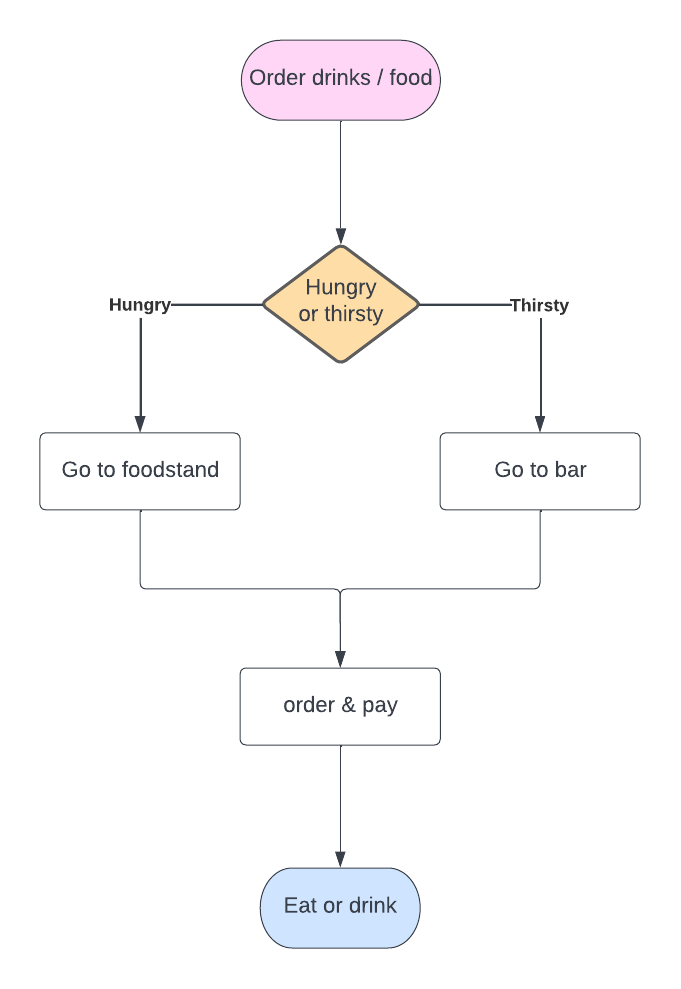 Order drinks / food
Hungry
or thirsty
Hungry
Thirsty
Go to foodstand
Go to bar
order & pay
Eat or drink